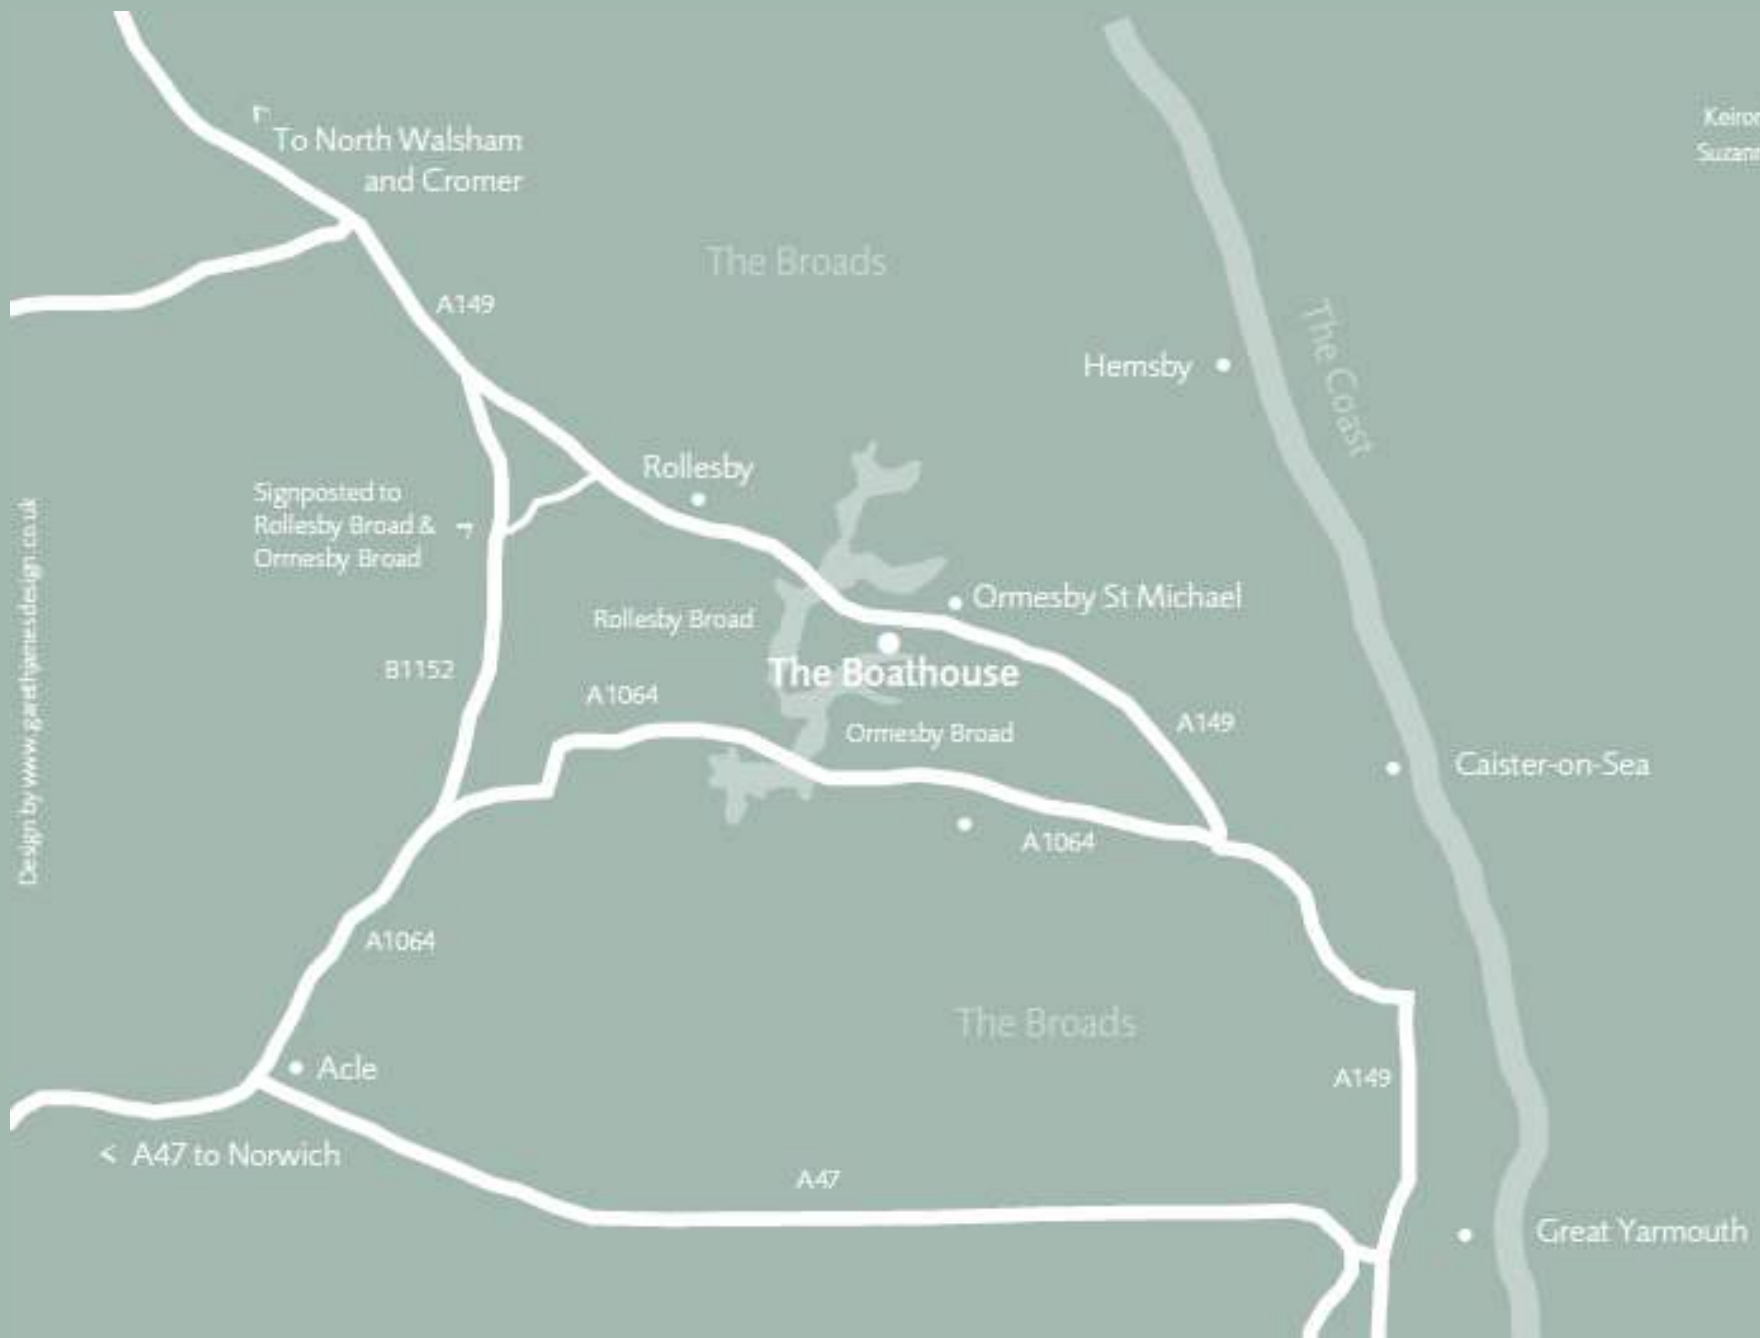 To North Walsham
and Cromer
The Broads
A149
The Coast
Hemsby
Rollesby
Signposted to
Rollesby Broad &
Ormesby Broad
Ormesby St Michael
Rollesby Broad
The Boathouse
B1152
A1064
A149
Ormesby Broad
Caister-on-Sea
A1064
A1064
The Broads
Acle
A149
< A47 to Norwich
A47
Great Yarmouth
Design by www.garethjamesdesign.co.uk